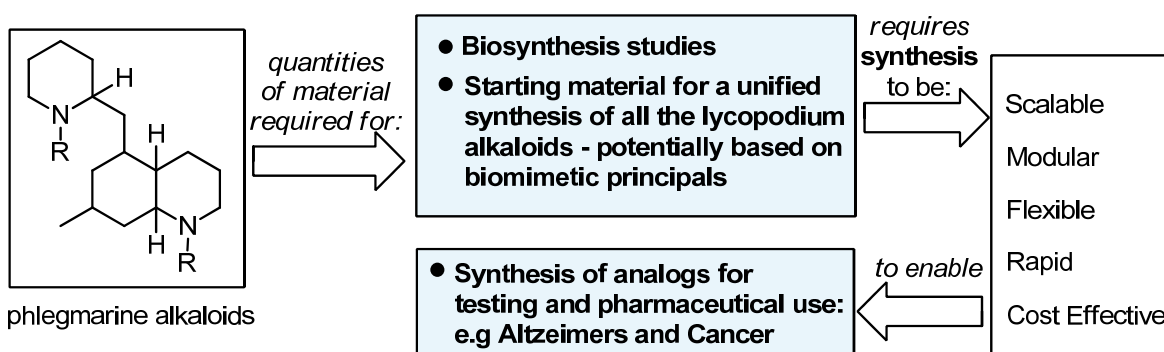 H
N
R
H
N
H
R
phlegmarine alkaloids
quantities
of material
required for:
● Biosynthesis studies
● Starting material for a unified
synthesis of all the lycopodium
alkaloids - potentially based on
biomimetic principals
requires
synthesis
to be:
Scalable
Modular
Flexible
Rapid
Cost Effective
to enable
● Synthesis of analogs for
testing and pharmaceutical use:
e.g Altzeimers and Cancer